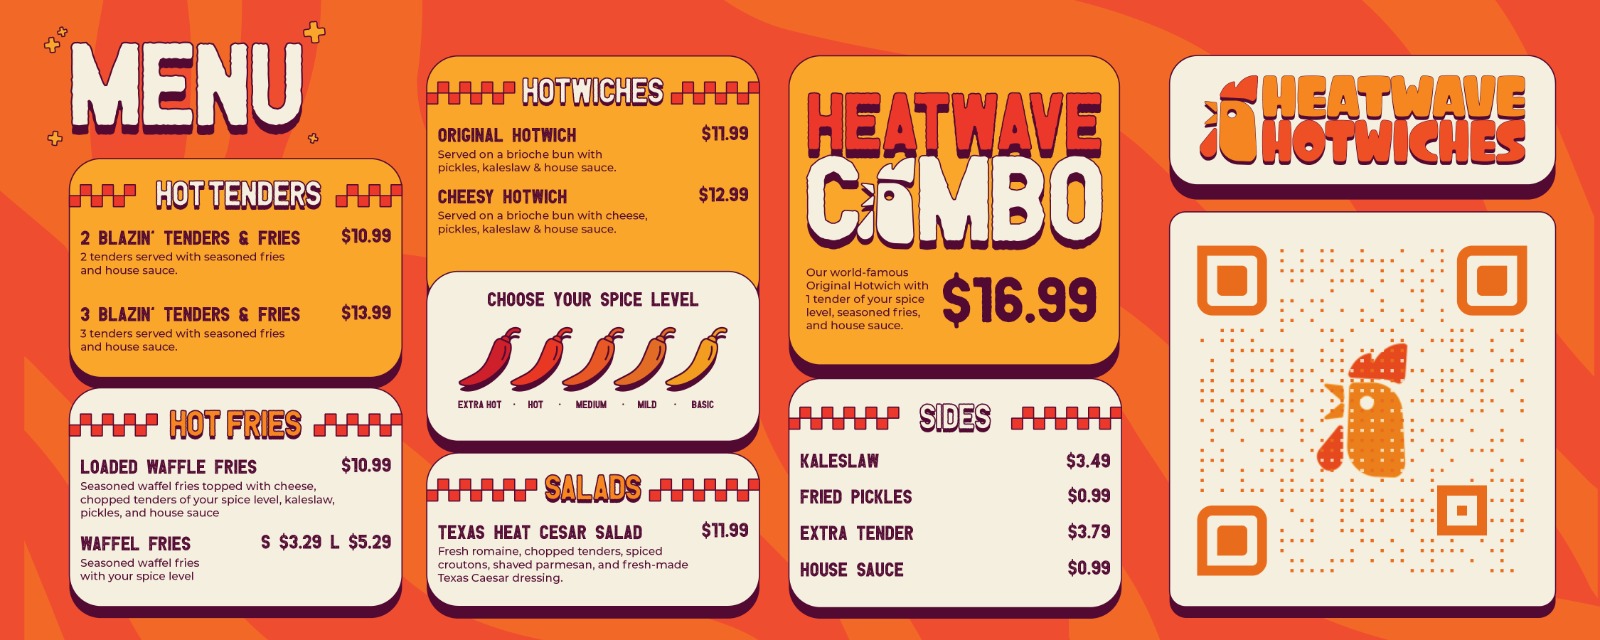 MENU
HOT TENDERS
2 BLAZIN' TENDERS & FRIES $10.99
2 tenders served with seasoned fries
and house sauce.
3 BLAZIN' TENDERS & FRIES $13.99
3 tenders served with seasoned fries
and house sauce.
HOT FRIES
LOADED WAFFLE FRIES $10.99
Seasoned waffel fries topped with cheese,
chopped tenders of your spice level, kaleslaw,
pickles, and house sauce
WAFFEL FRIES S $3.29 L $5.29
Seasoned waffel fries
with your spice level
HOTWICHES
ORIGINAL HOTWICH $11.99
Served on a brioche bun with
pickles, kaleslaw & house sauce.
CHEESY HOTWICH $12.99
Served on a brioche bun with cheese,
pickles, kaleslaw & house sauce.
CHOOSE YOUR SPICE LEVEL
EXTRA HOT · HOT · MEDIUM · MILD · BASIC
SALADS
TEXAS HEAT CESAR SALAD $11.99
Fresh romaine, chopped tenders, spiced
croutons, shaved parmesan, and fresh-made
Texas Caesar dressing.
HEATWAVE
COMBO
Our world-famous
Original Hotwich with
1 tender of your spice
level, seasoned fries,
and house sauce.
$16.99
SIDES
KALESLAW $3.49
FRIED PICKLES $0.99
EXTRA TENDER $3.79
HOUSE SAUCE $0.99
HEATWAVE
HOTWICHES